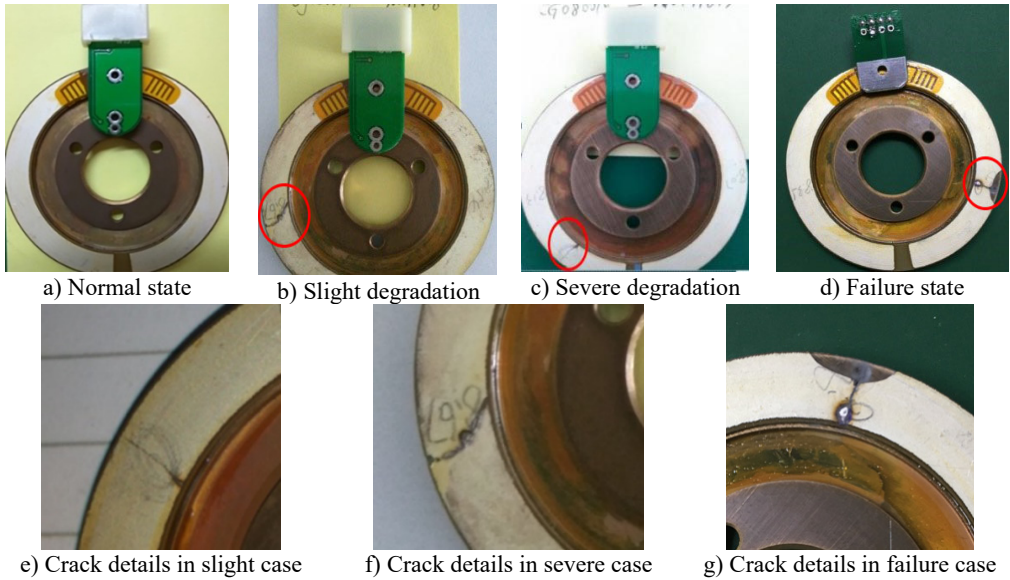 a) Normal state
b) Slight degradation
c) Severe degradation
d) Failure state
e) Crack details in slight case
f) Crack details in severe case
g) Crack details in failure case